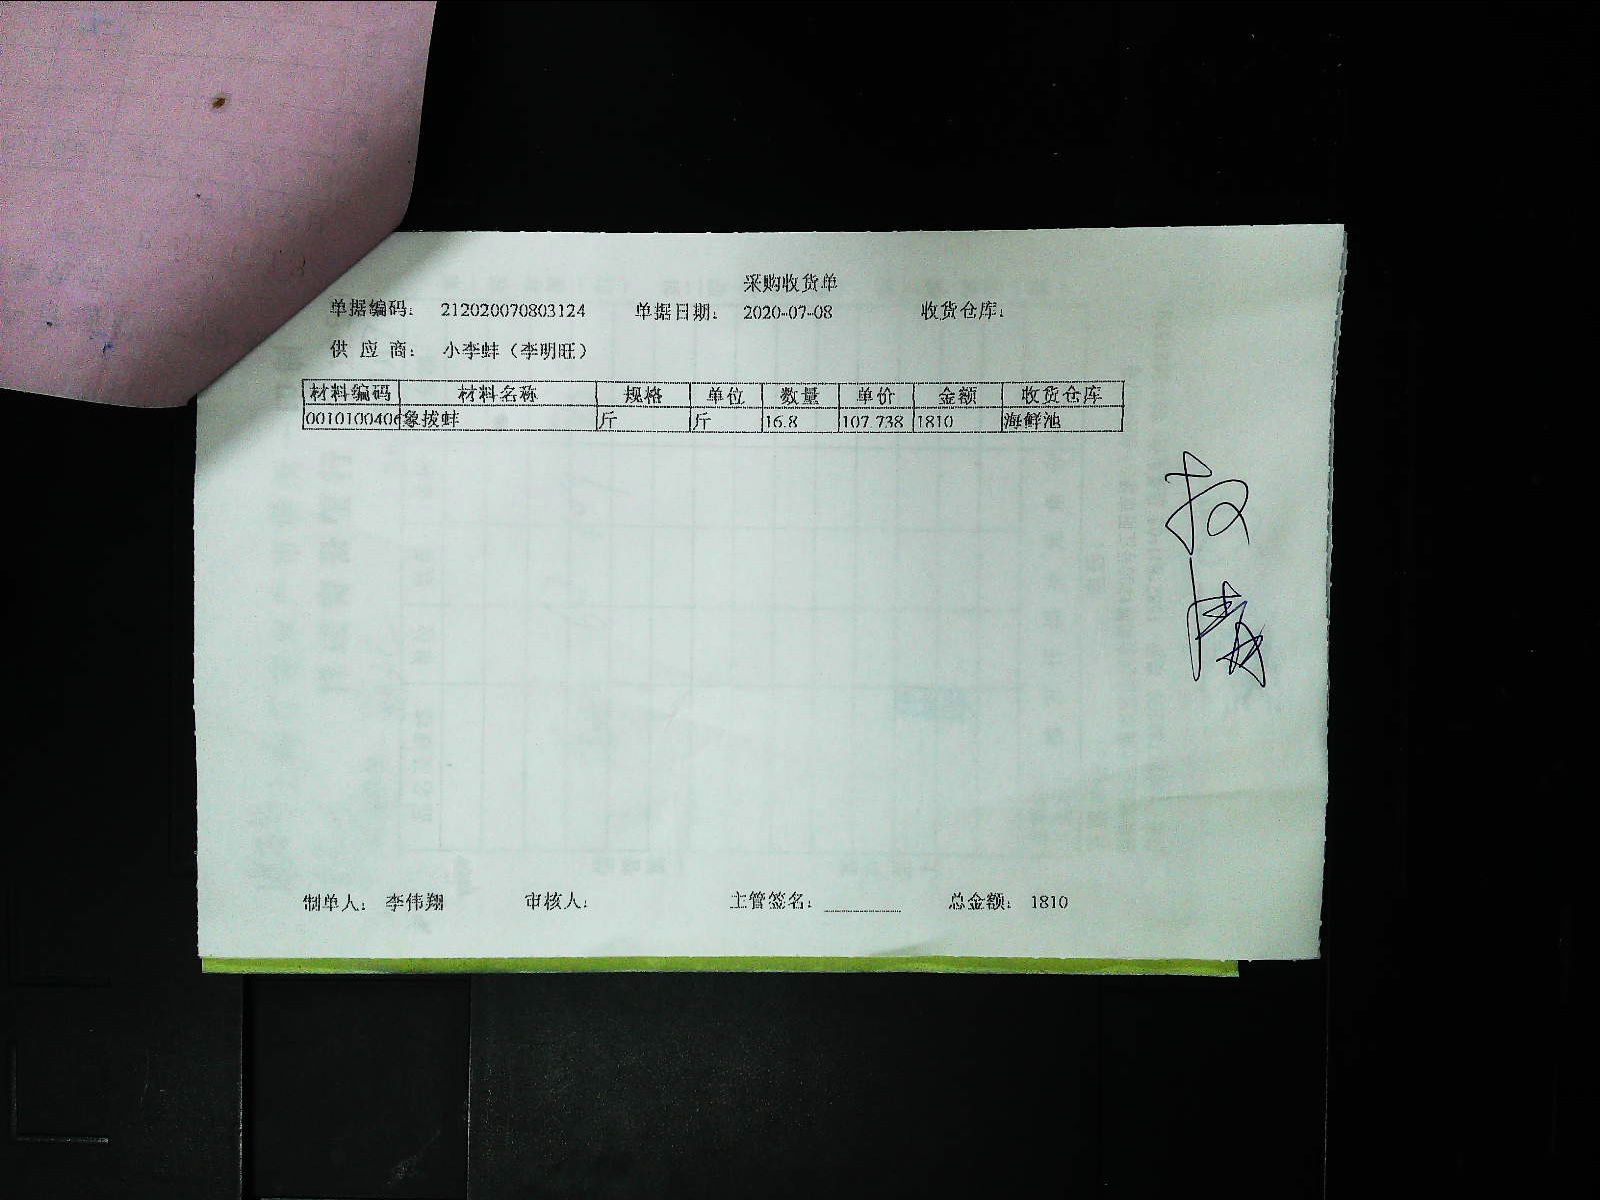 采购收货单
单据编码： 212020070803124 单据日期： 2020-07-08 收货仓库：
供 应 商： 小李蚌（李明旺）
材料编码 材料名称 规格 单位 数量 单价 金额 收货仓库
0010100406 象拔蚌 斤 斤 16.8 107.738 1810 海鲜池
制单人： 李伟翔 审核人： 主管签名： 总金额： 1810